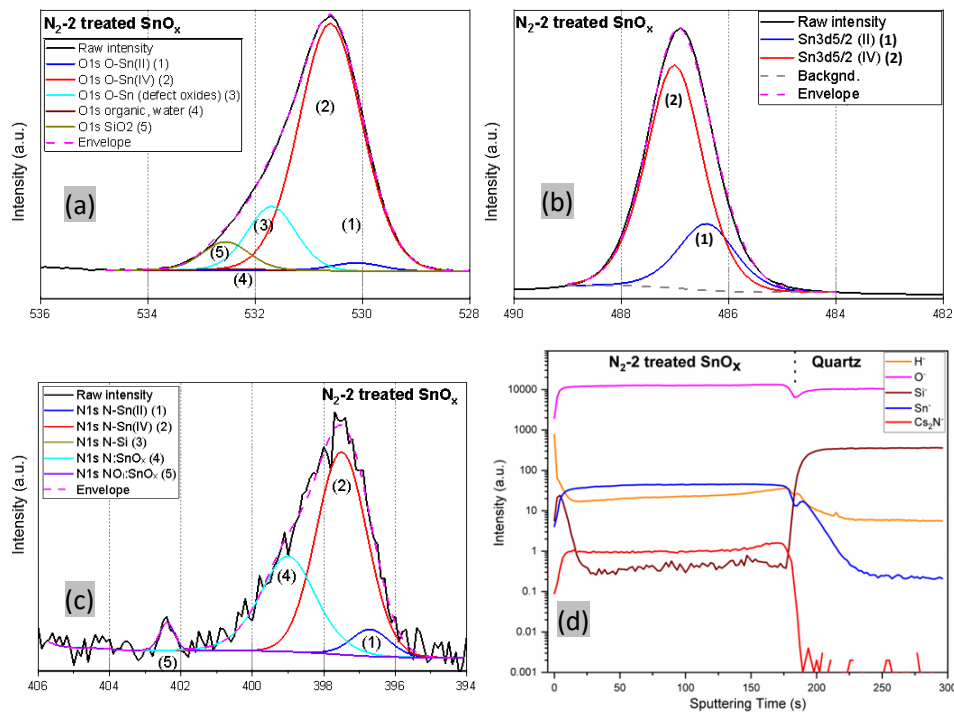 N₂-2 treated SnOₓ
Raw intensity
O1s O-Sn(II) (1)
O1s O-Sn(IV) (2)
O1s O-Sn (defect oxides) (3)
O1s organic, water (4)
O1s SiO2 (5)
Envelope
(2)
(1)
(3)
(5)
(4)
(a)
Intensity (a.u.)
536 534 532 530 528
N₂-2 treated SnOₓ
Raw intensity
Sn3d5/2 (II) (1)
Sn3d5/2 (IV) (2)
Backgnd.
Envelope
(2)
(1)
(b)
Intensity (a.u.)
490 488 486 484 482
N₂-2 treated SnOₓ
Raw intensity
N1s N-Sn(II) (1)
N1s N-Sn(IV) (2)
N1s N-Si (3)
N1s N:SnOₓ (4)
N1s NOᵢ:SnOₓ (5)
Envelope
(2)
(4)
(1)
(5)
(c)
Intensity (a.u.)
406 404 402 400 398 396 394
N₂-2 treated SnOₓ
Quartz
H⁻
O⁻
Si⁻
Sn⁻
Cs₂N⁻
(d)
Intensity (a.u.)
10000
1000
100
10
1
0.1
0.01
0.001
0 50 100 150 200 250 300
Sputtering Time (s)